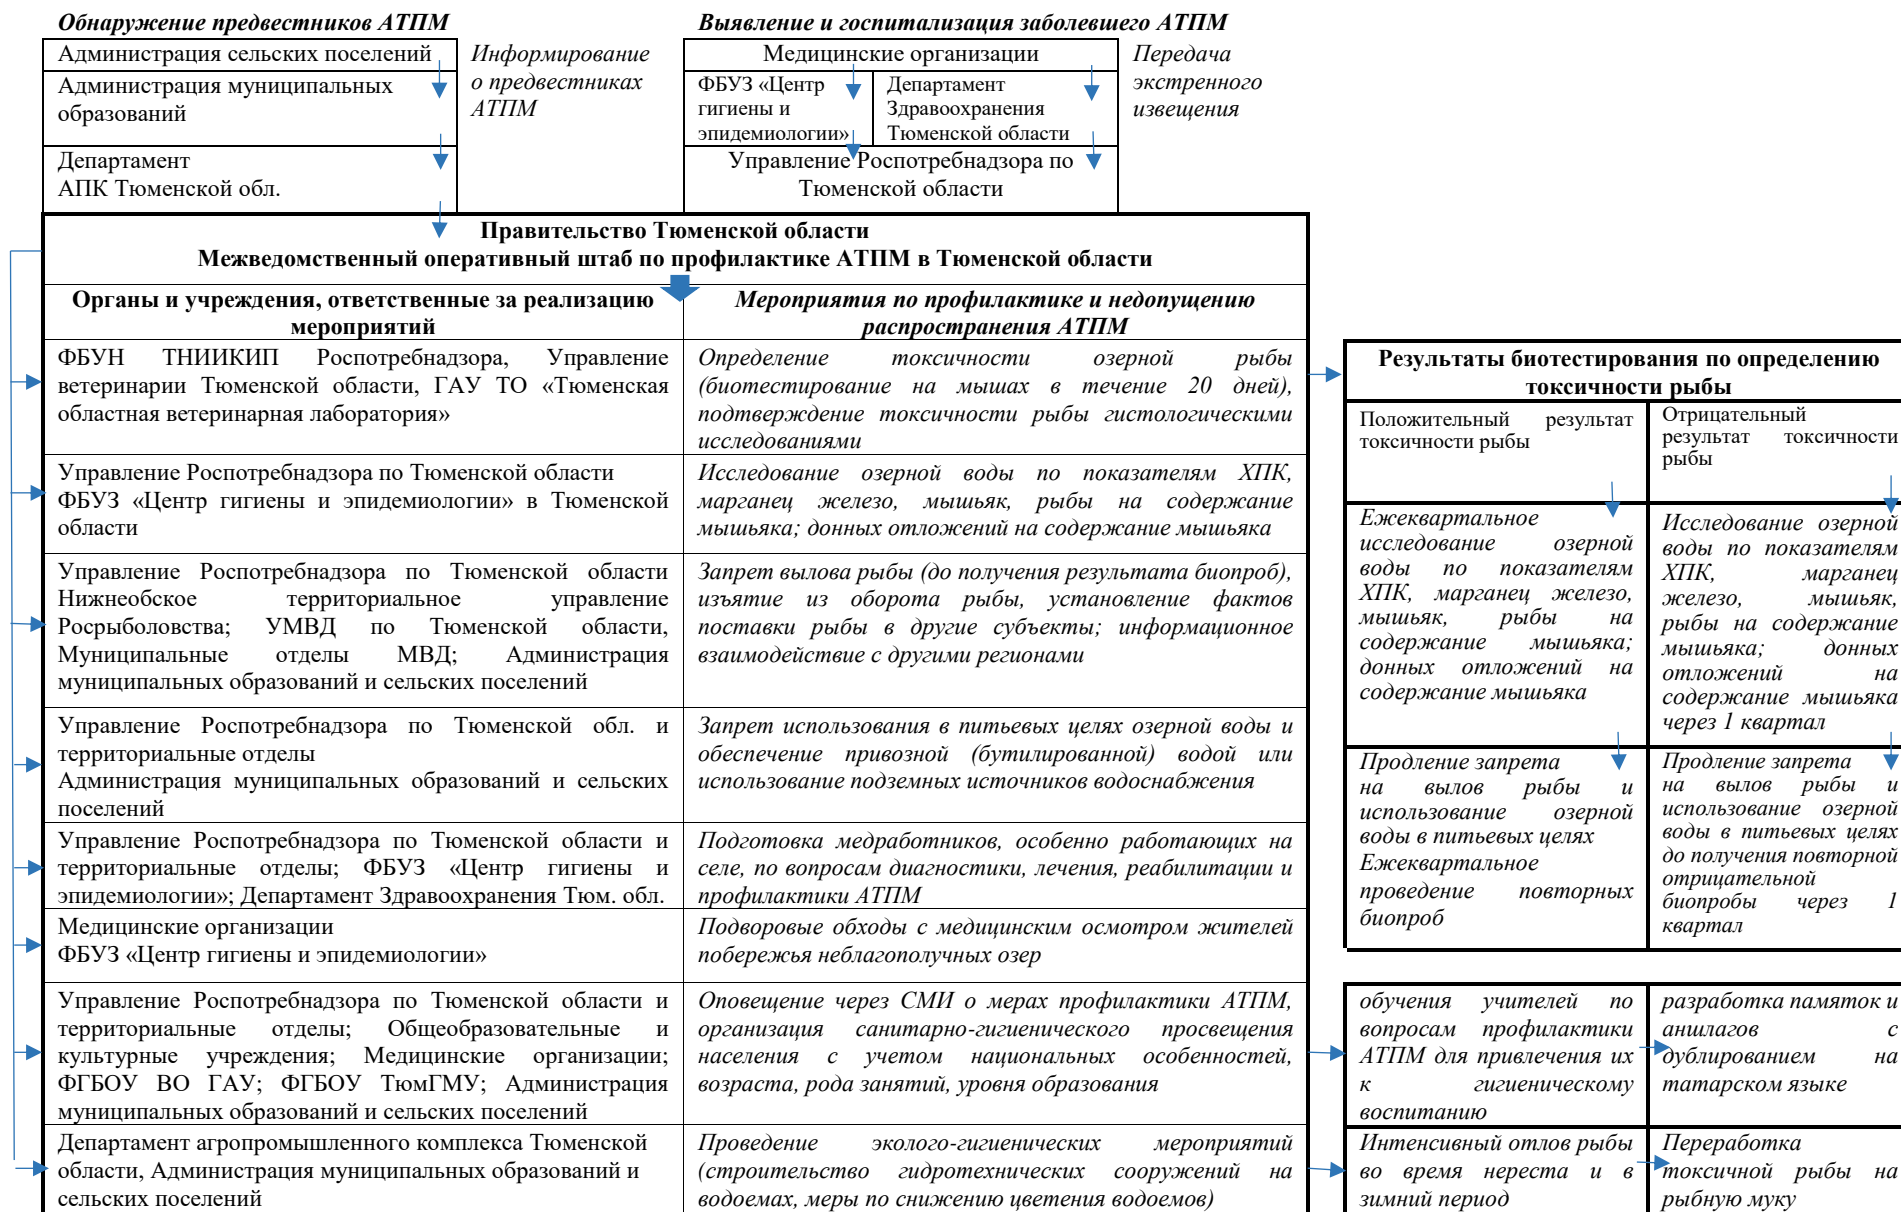 Обнаружение предвестников АТПМ
Администрация сельских поселений
Администрация муниципальных
образований
Департамент
АПК Тюменской обл.
Информирование
о предвестниках
АТПМ
Выявление и госпитализация заболевшего АТПМ
Медицинские организации
ФБУЗ «Центр
гигиены и
эпидемиологии»
Департамент
Здравоохранения
Тюменской области
Управление Роспотребнадзора по
Тюменской области
Передача
экстренного
извещения
Правительство Тюменской области
Межведомственный оперативный штаб по профилактике АТПМ в Тюменской области
Органы и учреждения, ответственные за реализацию
мероприятий
Мероприятия по профилактике и недопущению
распространения АТПМ
ФБУН ТНИИКИП Роспотребнадзора, Управление
ветеринарии Тюменской области, ГАУ ТО «Тюменская
областная ветеринарная лаборатория»
Определение токсичности озерной рыбы
(биотестирование на мышах в течение 20 дней),
подтверждение токсичности рыбы гистологическими
исследованиями
Управление Роспотребнадзора по Тюменской области
ФБУЗ «Центр гигиены и эпидемиологии» в Тюменской
области
Исследование озерной воды по показателям ХПК,
марганец железо, мышьяк, рыбы на содержание
мышьяка; донных отложений на содержание мышьяка
Управление Роспотребнадзора по Тюменской области
Нижнеобское территориальное управление
Росрыболовства; УМВД по Тюменской области,
Муниципальные отделы МВД; Администрация
муниципальных образований и сельских поселений
Запрет вылова рыбы (до получения результата биопроб),
изъятие из оборота рыбы, установление фактов
поставки рыбы в другие субъекты; информационное
взаимодействие с другими регионами
Управление Роспотребнадзора по Тюменской обл. и
территориальные отделы
Администрация муниципальных образований и сельских
поселений
Запрет использования в питьевых целях озерной воды и
обеспечение привозной (бутилированной) водой или
использование подземных источников водоснабжения
Управление Роспотребнадзора по Тюменской области и
территориальные отделы; ФБУЗ «Центр гигиены и
эпидемиологии»; Департамент Здравоохранения Тюм. обл.
Подготовка медработников, особенно работающих на
селе, по вопросам диагностики, лечения, реабилитации и
профилактики АТПМ
Медицинские организации
ФБУЗ «Центр гигиены и эпидемиологии»
Подворовые обходы с медицинским осмотром жителей
побережья неблагополучных озер
Управление Роспотребнадзора по Тюменской области и
территориальные отделы; Общеобразовательные и
культурные учреждения; Медицинские организации;
ФГБОУ ВО ГАУ; ФГБОУ ТюмГМУ; Администрация
муниципальных образований и сельских поселений
Оповещение через СМИ о мерах профилактики АТПМ,
организация санитарно-гигиенического просвещения
населения с учетом национальных особенностей,
возраста, рода занятий, уровня образования
Департамент агропромышленного комплекса Тюменской
области, Администрация муниципальных образований и
сельских поселений
Проведение эколого-гигиенических мероприятий
(строительство гидротехнических сооружений на
водоемах, меры по снижению цветения водоемов)
Результаты биотестирования по определению
токсичности рыбы
Положительный результат
токсичности рыбы
Отрицательный
результат токсичности
рыбы
Ежеквартальное
исследование озерной
воды по показателям
ХПК, марганец железо,
мышьяк, рыбы на
содержание мышьяка;
донных отложений на
содержание мышьяка
Исследование озерной
воды по показателям
ХПК, марганец
железо, мышьяк,
рыбы на содержание
мышьяка; донных
отложений на
содержание мышьяка
через 1 квартал
Продление запрета
на вылов рыбы и
использование озерной
воды в питьевых целях
Ежеквартальное
проведение повторных
биопроб
Продление запрета
на вылов рыбы и
использование озерной
воды в питьевых целях
до получения повторной
отрицательной
биопробы через 1
квартал
обучения учителей по
вопросам профилактики
АТПМ для привлечения их
к гигиеническому
воспитанию
разработка памяток и
анилагов с
дублированием на
татарском языке
Интенсивный отлов рыбы
во время нереста и в
зимний период
Переработка
токсичной рыбы на
рыбную муку